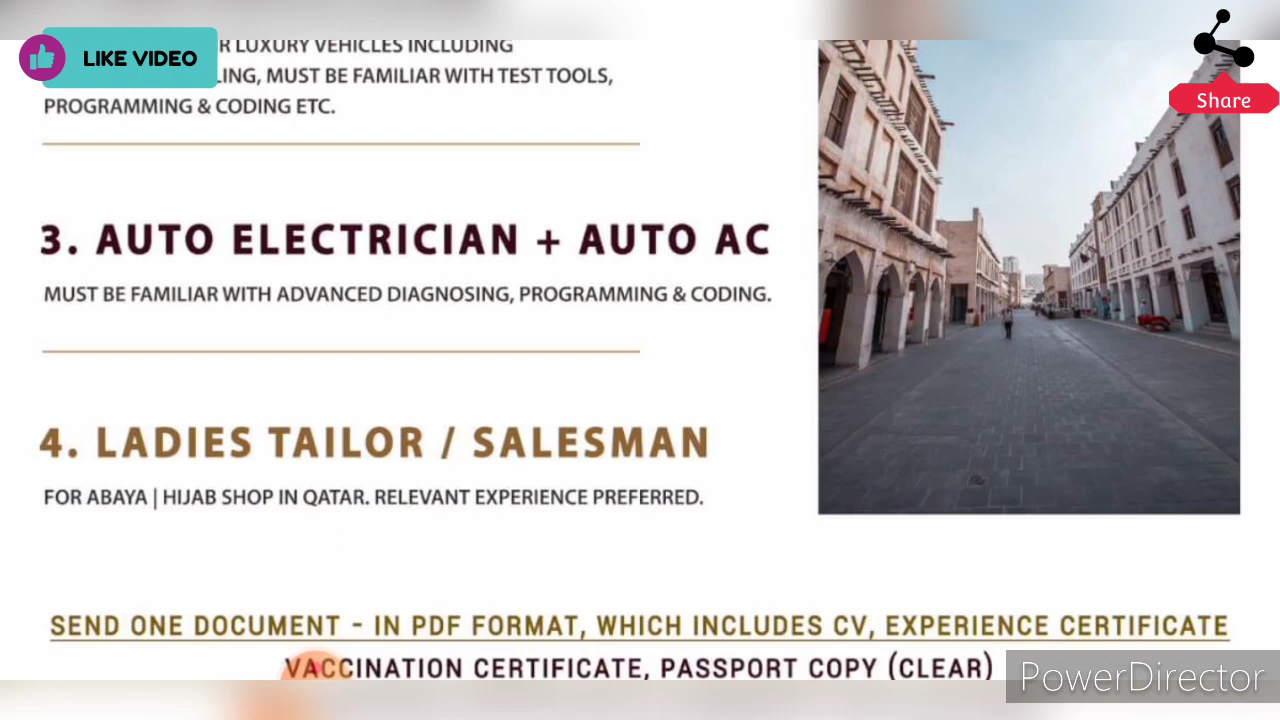 LIKE VIDEO
R LUXURY VEHICLES INCLUDING
LING, MUST BE FAMILIAR WITH TEST TOOLS,
PROGRAMMING & CODING ETC.
Share
3. AUTO ELECTRICIAN + AUTO AC
MUST BE FAMILIAR WITH ADVANCED DIAGNOSING, PROGRAMMING & CODING.
4. LADIES TAILOR / SALESMAN
FOR ABAYA | HIJAB SHOP IN QATAR. RELEVANT EXPERIENCE PREFERRED.
SEND ONE DOCUMENT - IN PDF FORMAT, WHICH INCLUDES CV, EXPERIENCE CERTIFICATE
VACCINATION CERTIFICATE, PASSPORT COPY (CLEAR)
PowerDirector